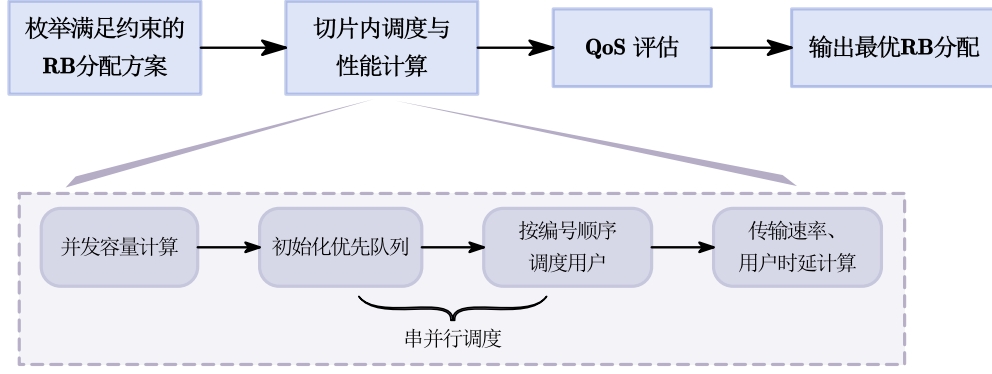 枚举满足约束的
RB分配方案
切片内调度与
性能计算
QoS 评估
输出最优RB分配
并发容量计算
初始化优先队列
按编号顺序
调度用户
传输速率、
用户时延计算
串并行调度